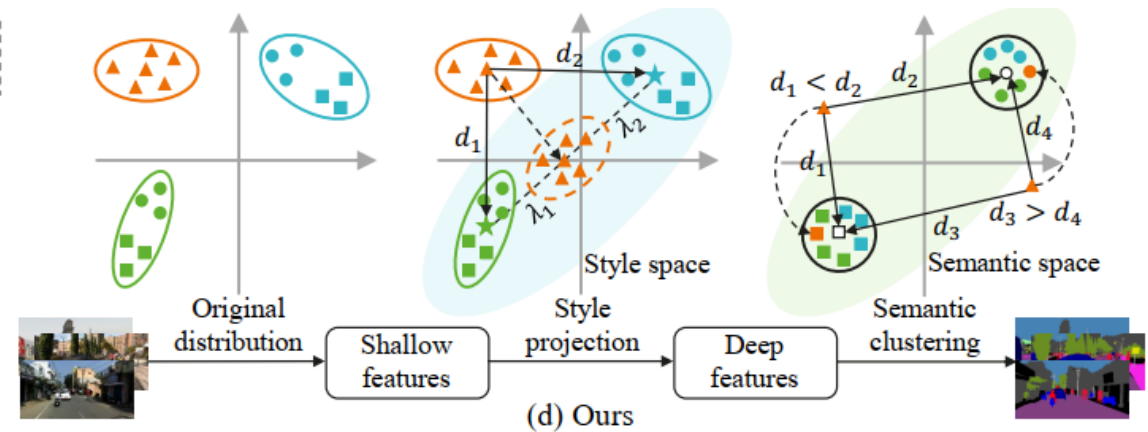 d₂
d₁
λ₂
λ₁
Style space
d₁ < d₂
d₂
d₄
d₁
d₃ > d₄
d₃
Semantic space
Original
distribution
Shallow
features
Style
projection
Deep
features
Semantic
clustering
(d) Ours